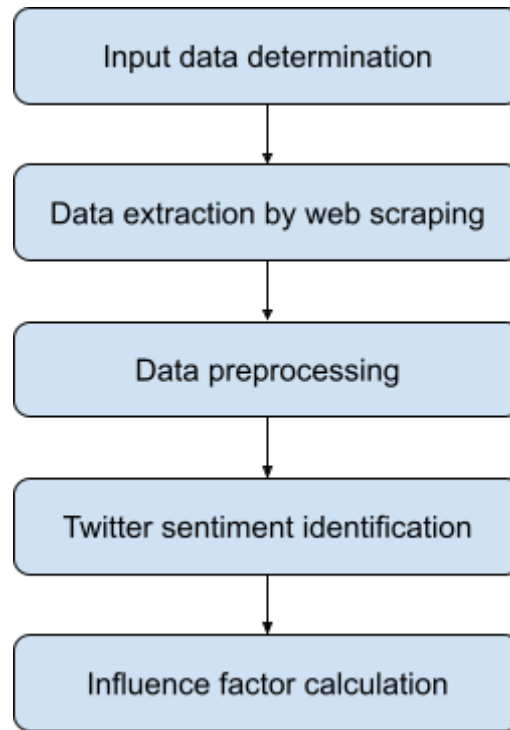 Input data determination
Data extraction by web scraping
Data preprocessing
Twitter sentiment identification
Influence factor calculation